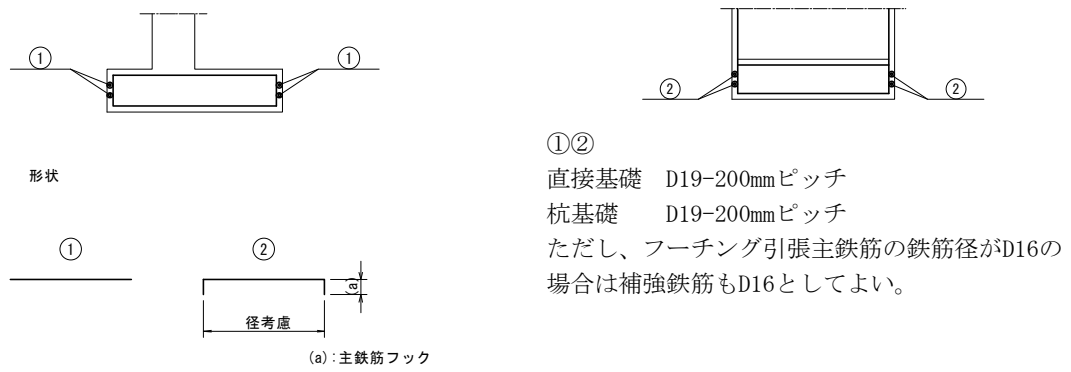 ① ①
② ②
①②
直接基礎 D19-200mmピッチ
杭基礎 D19-200mmピッチ
ただし、フーチング引張主鉄筋の鉄筋径がD16の
場合は補強鉄筋もD16としてよい。
形状
① ②
(a)
径考慮
(a):主鉄筋フック